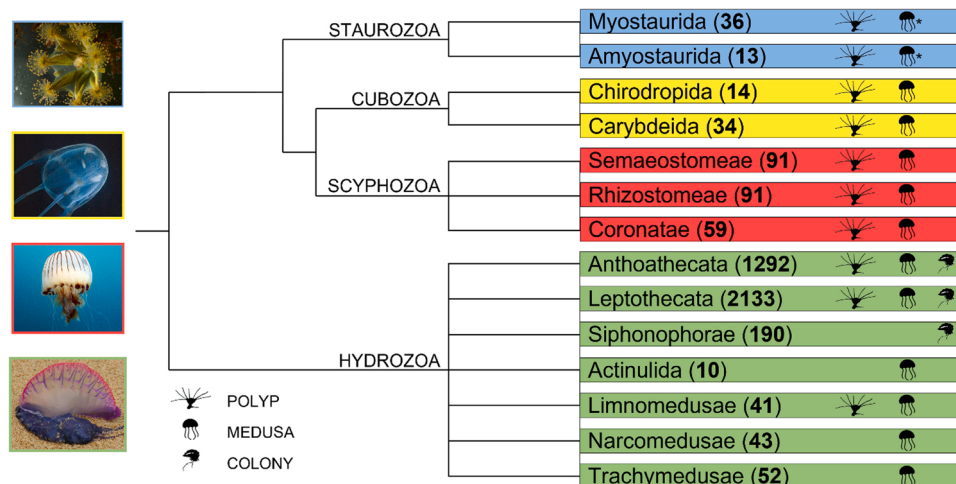 STAUROZOA
Myostaurida (36)
*
Amyostaurida (13)
*
CUBOZOA
Chirodropida (14)
Carybdeida (34)
SCYPHOZOA
Semaeostomeae (91)
Rhizostomeae (91)
Coronatae (59)
HYDROZOA
Anthoathecata (1292)
Leptothecata (2133)
Siphonophorae (190)
Actinulida (10)
Limnomedusae (41)
Narcomedusae (43)
Trachymedusae (52)
POLYP
MEDUSA
COLONY